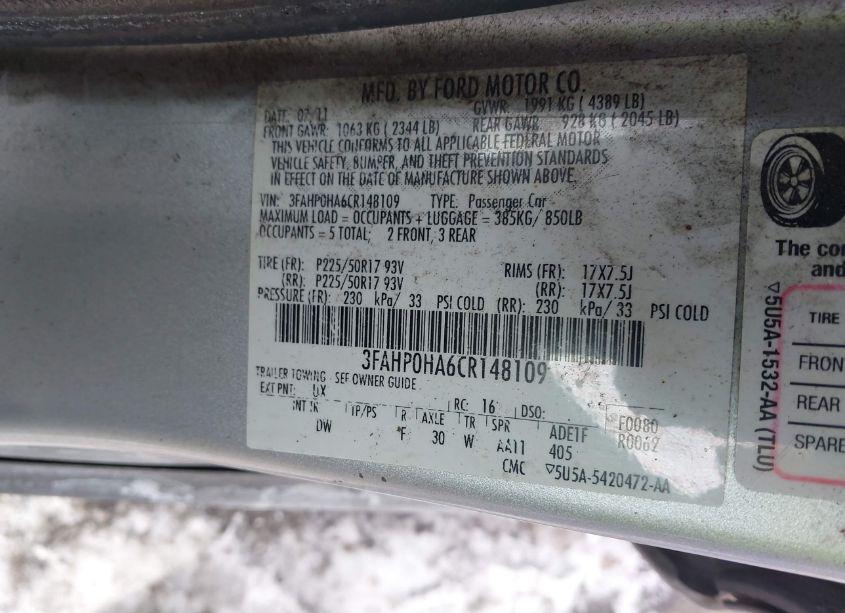 MFD. BY FORD MOTOR CO.
DATE: 07/11 GVWR: 1991 KG ( 4389 LB)
FRONT GAWR: 1063 KG ( 2344 LB) REAR GAWR: 928 KG ( 2045 LB)
THIS VEHICLE CONFORMS TO ALL APPLICABLE FEDERAL MOTOR
VEHICLE SAFETY, BUMPER, AND THEFT PREVENTION STANDARDS
IN EFFECT ON THE DATE OF MANUFACTURE SHOWN ABOVE.
VIN: 3FAHP0HA6CR148109 TYPE: Passenger Car
MAXIMUM LOAD = OCCUPANTS + LUGGAGE = 385KG/ 850LB
OCCUPANTS = 5 TOTAL; 2 FRONT, 3 REAR
TIRE (FR): P225/50R17 93V RIMS (FR): 17X7.5J
(RR): P225/50R17 93V (RR): 17X7.5J
PRESSURE (FR): 230 kPa/ 33 PSI COLD (RR): 230 kPa/ 33 PSI COLD
3FAHP0HA6CR148109
TRAILER TOWING - SEE OWNER GUIDE
EXT PNT: UX RC: 16 DSO: F0080
INT TR TP/PS R AXLE TR SPR ADE1F R0062
DW F 30 W AA11 405
CMC ▽5U5A-5420472-AA
The
and
▽5U5A-1532-AA (TLU)
TIRE
FRON
REAR
SPARE